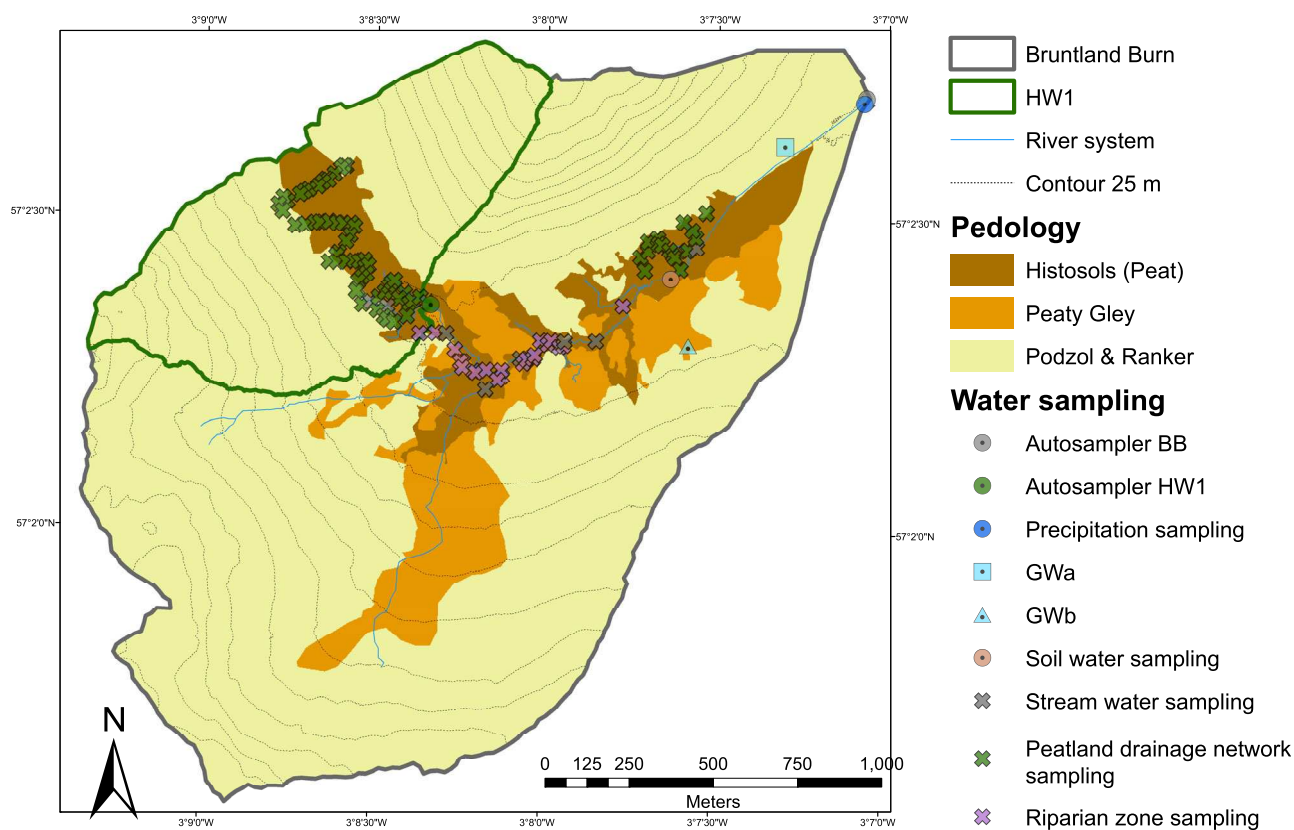 3°9'0"W 3°8'30"W 3°8'0"W 3°7'30"W 3°7'0"W
Bruntland Burn
HW1
River system
Contour 25 m
57°2'30"N
57°2'30"N
Pedology
Histosols (Peat)
Peaty Gley
Podzol & Ranker
Water sampling
Autosampler BB
Autosampler HW1
57°2'0"N
57°2'0"N
Precipitation sampling
GWa
GWb
Soil water sampling
Stream water sampling
Peatland drainage network
sampling
Riparian zone sampling
N
0 125 250 500 750 1,000
Meters
3°9'0"W 3°8'30"W 3°8'0"W 3°7'30"W 3°7'0"W